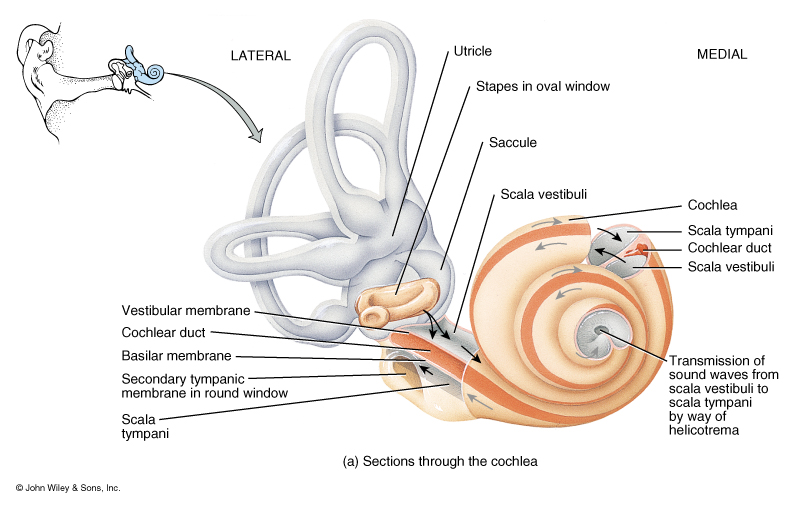 LATERAL
MEDIAL
Utricle
Stapes in oval window
Saccule
Scala vestibuli
Cochlea
Scala tympani
Cochlear duct
Scala vestibuli
Vestibular membrane
Cochlear duct
Basilar membrane
Secondary tympanic
membrane in round window
Scala
tympani
Transmission of
sound waves from
scala vestibuli to
scala tympani
by way of
helicotrema
(a) Sections through the cochlea
© John Wiley & Sons, Inc.